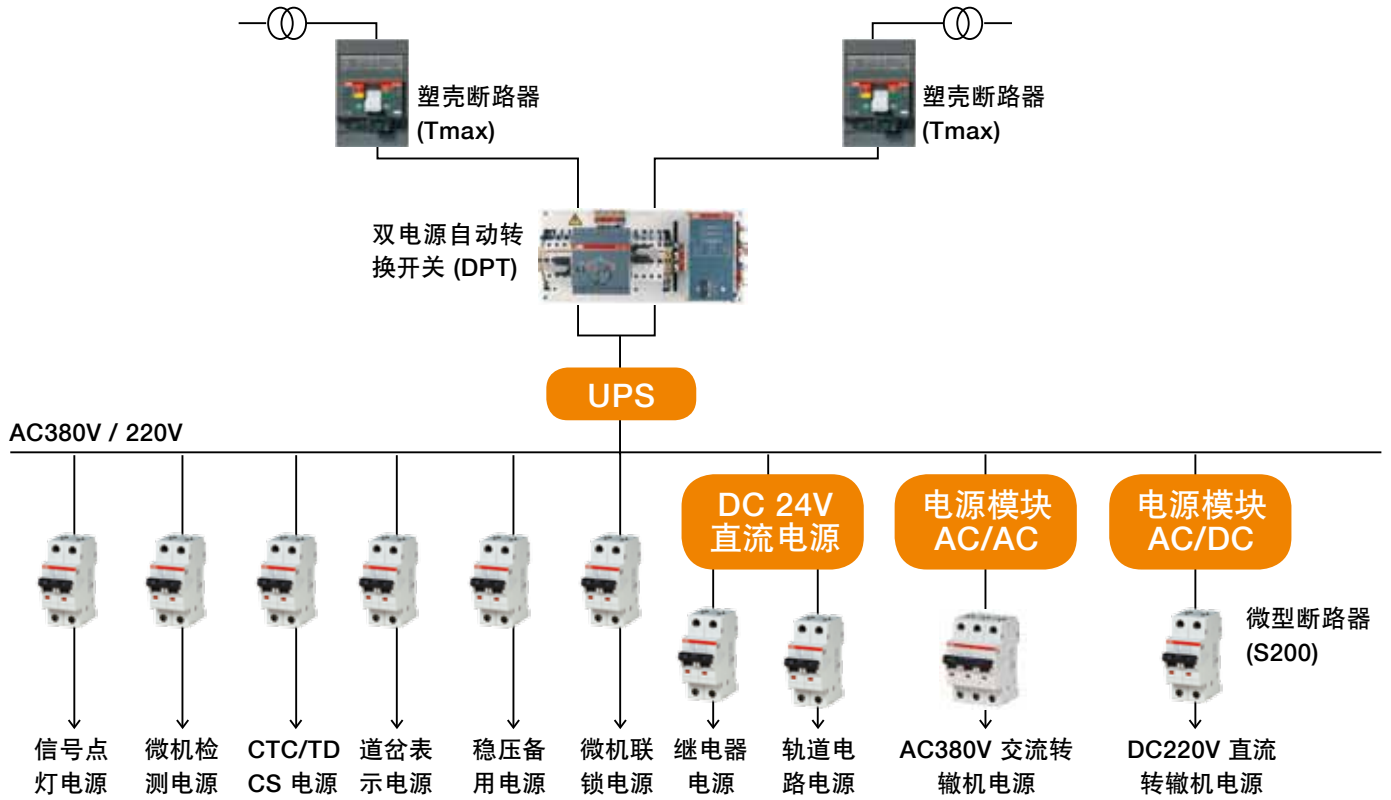 塑壳断路器
(Tmax)
塑壳断路器
(Tmax)
双电源自动转
换开关 (DPT)
UPS
AC380V / 220V
DC 24V
直流电源
电源模块
AC/AC
电源模块
AC/DC
微型断路器
(S200)
信号点
灯电源
微机检
测电源
CTC/TD
CS 电源
道岔表
示电源
稳压备
用电源
微机联
锁电源
继电器
电源
轨道电
路电源
AC380V 交流转
辙机电源
DC220V 直流
转辙机电源